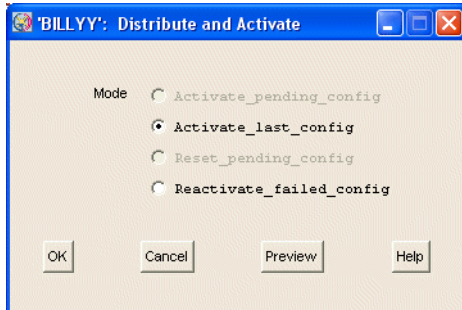 'BILLYY': Distribute and Activate
Mode
Activate_pending_config
Activate_last_config
Reset_pending_config
Reactivate_failed_config
OK Cancel Preview Help